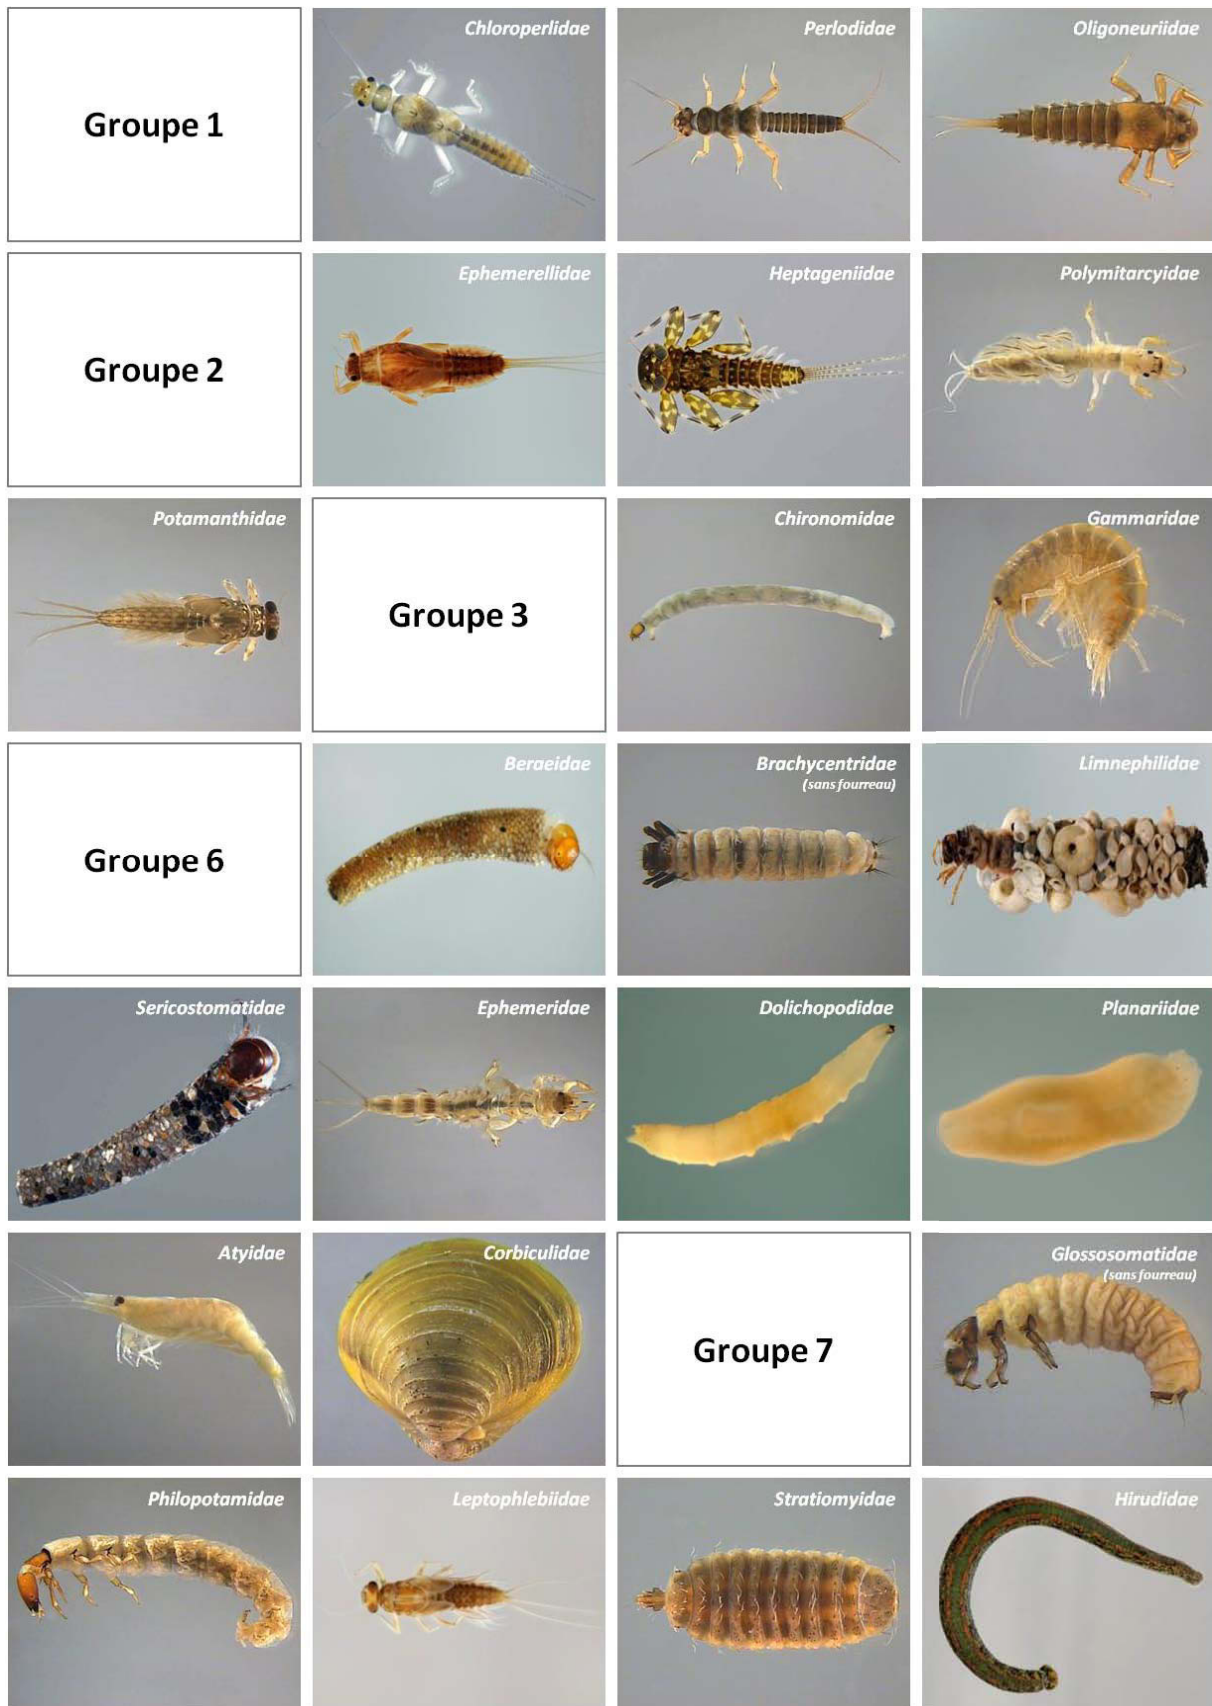 Groupe 1
Chloroperlidae
Perlodidae
Oligoneuriidae
Groupe 2
Ephemerellidae
Heptageniidae
Polymitarcyidae
Potamanthidae
Groupe 3
Chironomidae
Gammaridae
Groupe 6
Beraeidae
Brachycentridae
(sans fourreau)
Limnephilidae
Sericostomatidae
Ephemeridae
Dolichopodidae
Planariidae
Atyidae
Corbiculidae
Groupe 7
Glossosomatidae
(sans fourreau)
Philopotamidae
Leptophlebiidae
Stratiomyidae
Hirudidae